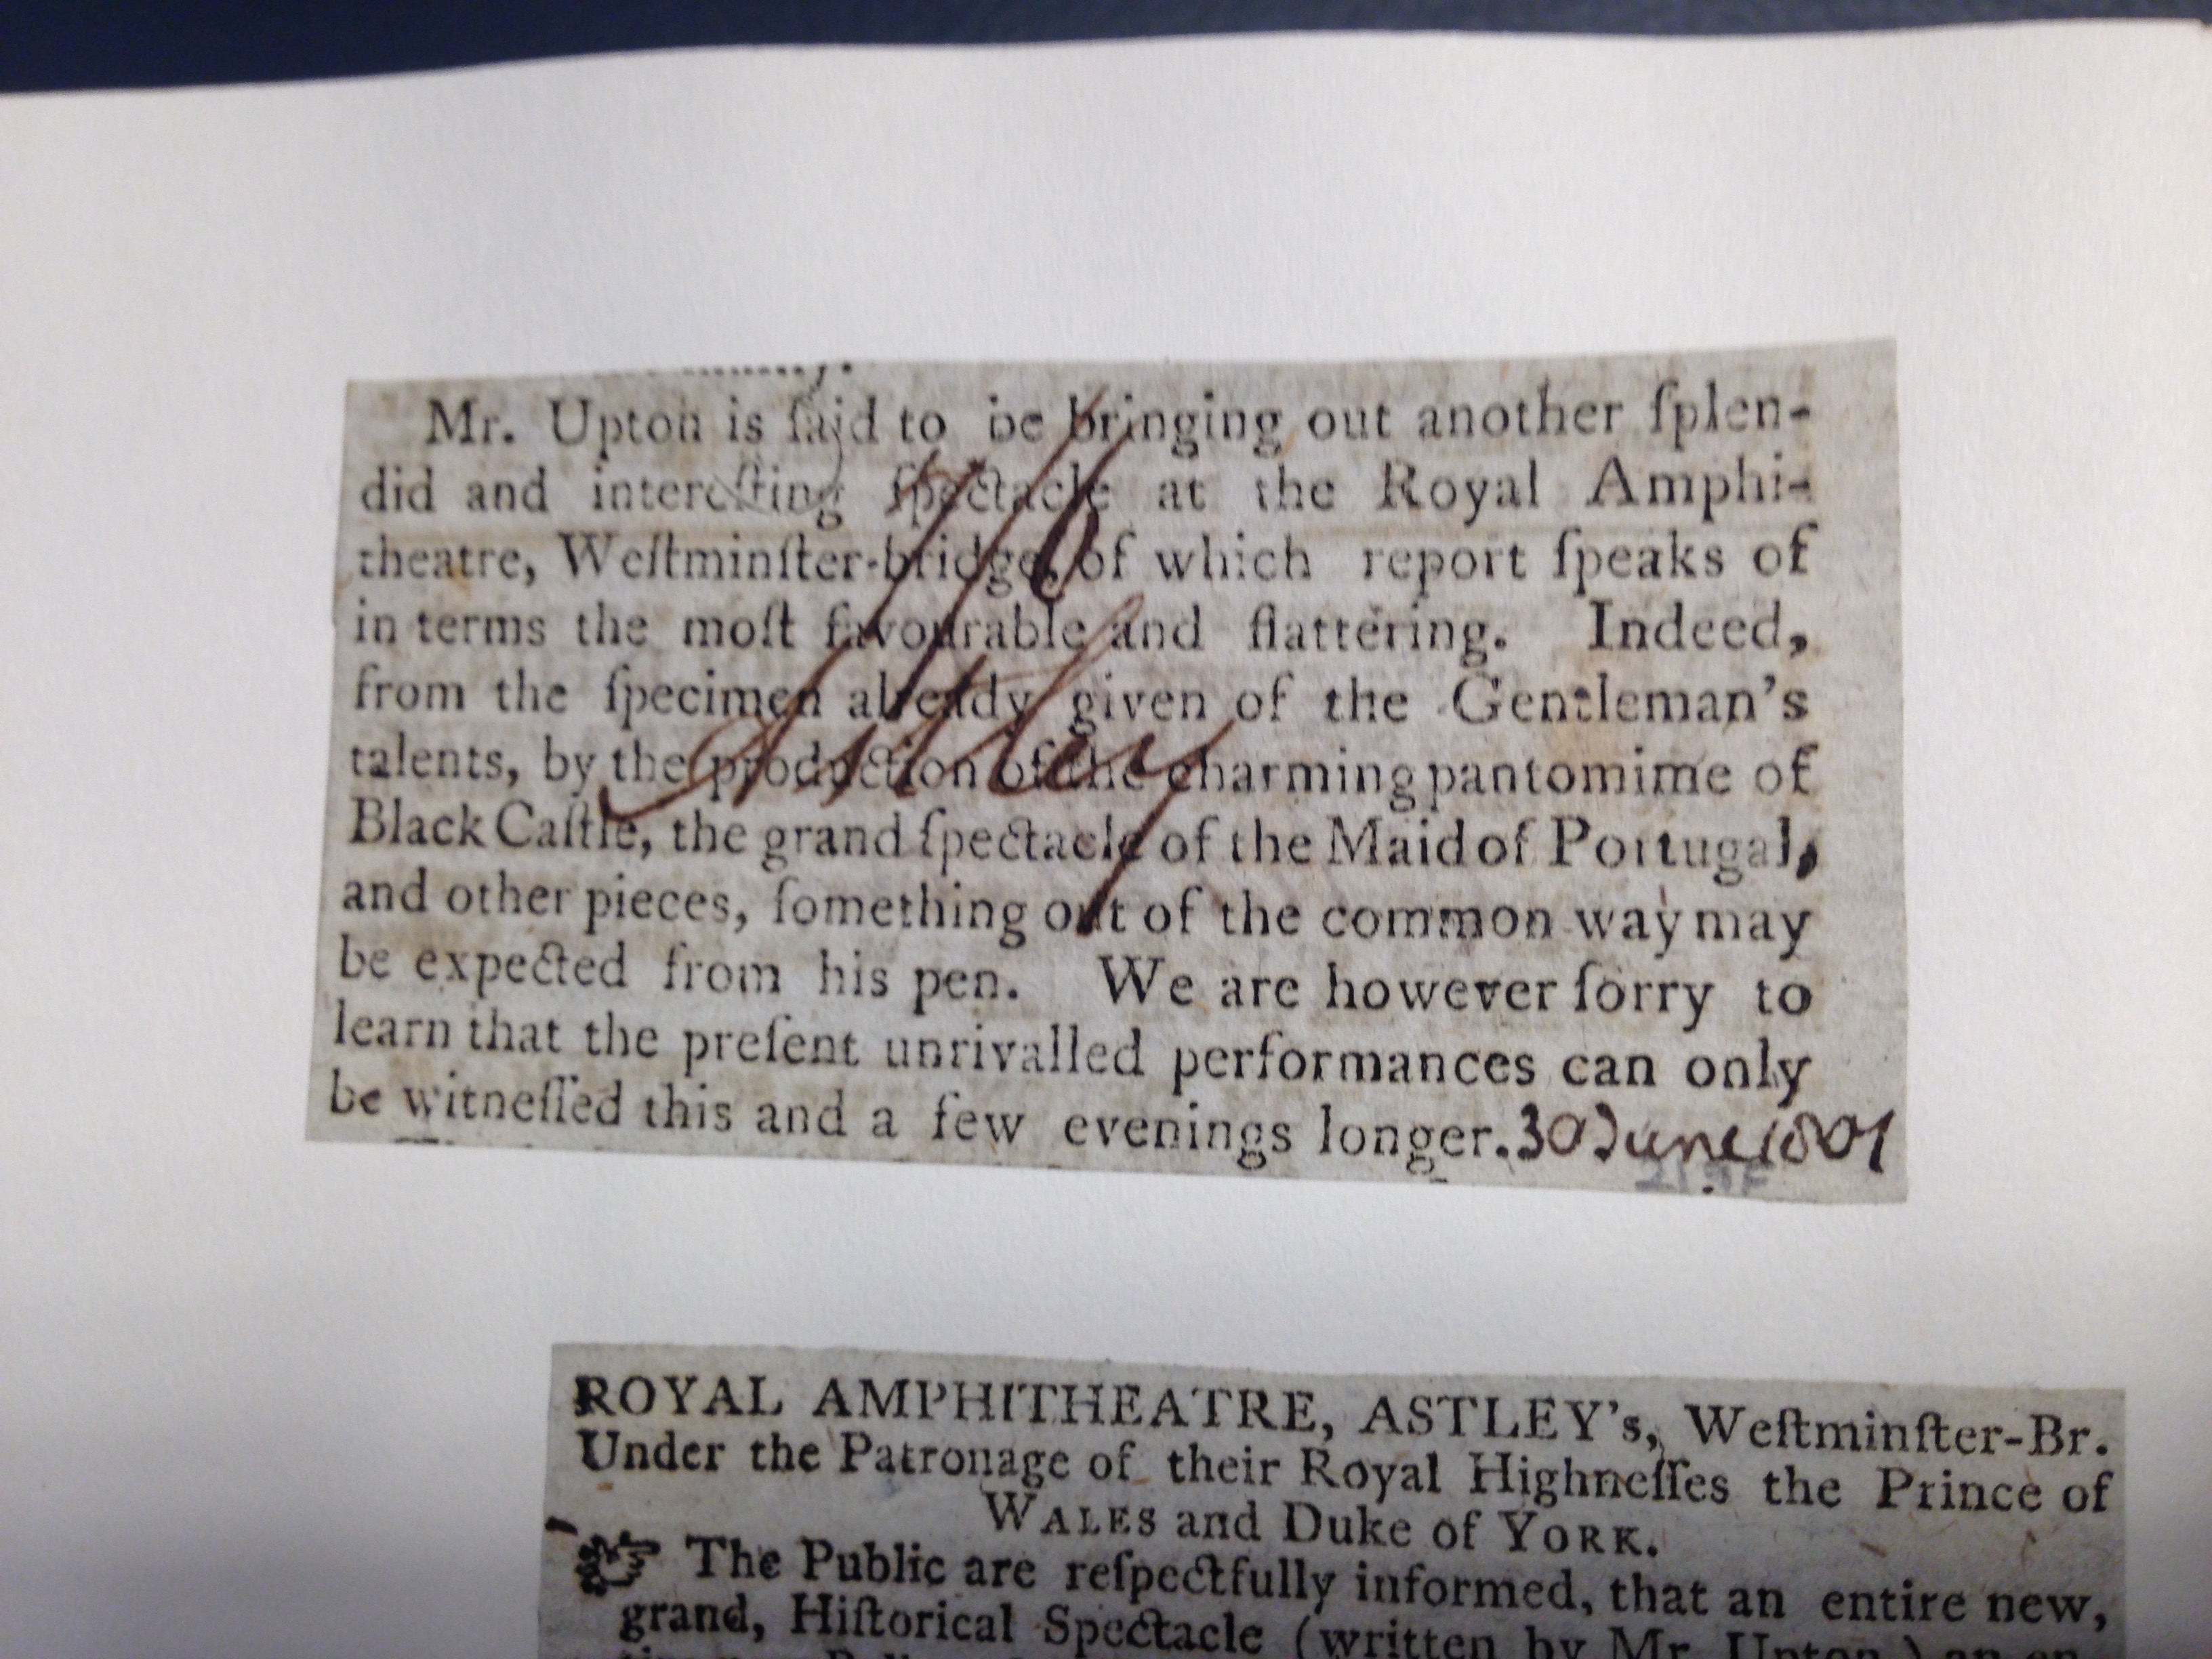 Mr. Upton is ſaid to be bringing out another ſplen-
did and intereſting ſpectacle at the Royal Amphi-
theatre, Weſtminſter-bridge, of which report ſpeaks of
in terms the moſt favourable and flattering. Indeed,
from the ſpecimen already given of the Gentleman's
talents, by the production of the charming pantomime of
Black Caſtle, the grand ſpectacle of the Maid of Portugal,
and other pieces, ſomething out of the common way may
be expected from his pen. We are however ſorry to
learn that the preſent unrivalled performances can only
be witneſſed this and a few evenings longer. 30 June 1801
Astley
ROYAL AMPHITHEATRE, ASTLEY's, Weſtminſter-Br.
Under the Patronage of their Royal Highneſſes the Prince of
WALES and Duke of YORK.
☞ The Public are reſpectfully informed, that an entire new,
grand, Hiſtorical Spectacle (written by Mr. Upton,) an en-